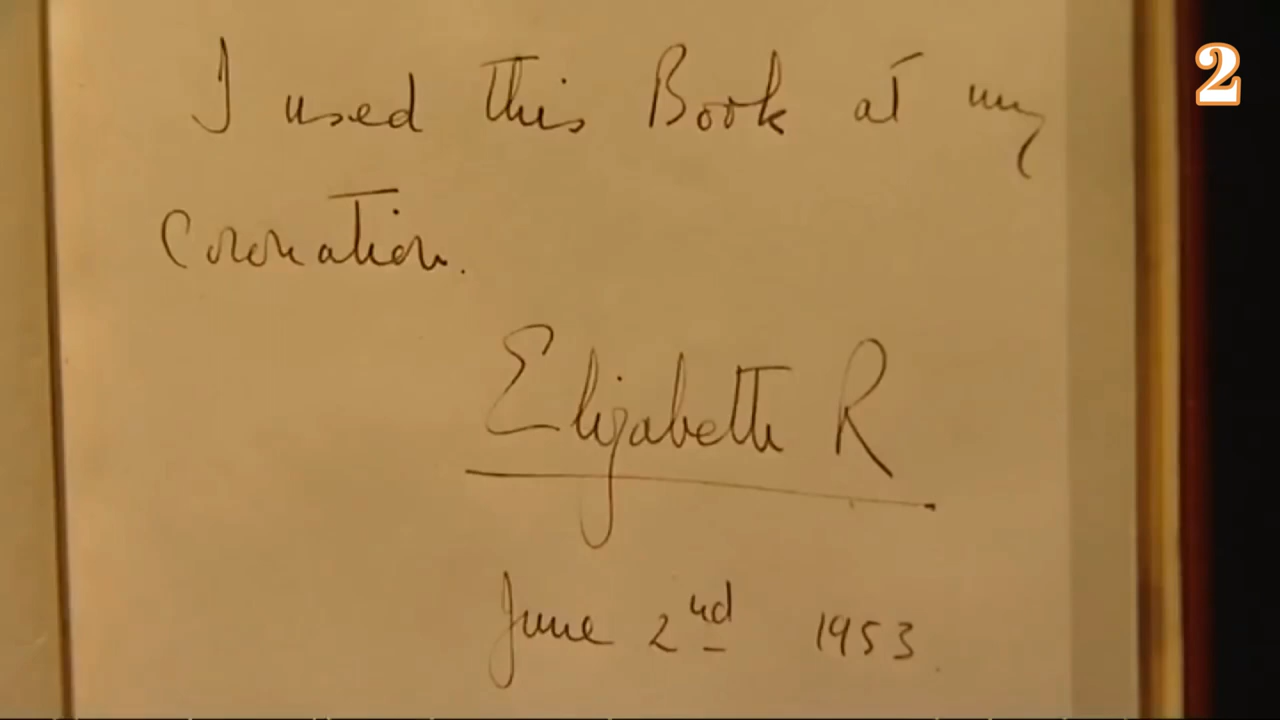 2
I used this Book at my
Coronation.
Elizabeth R
June 2nd 1953.